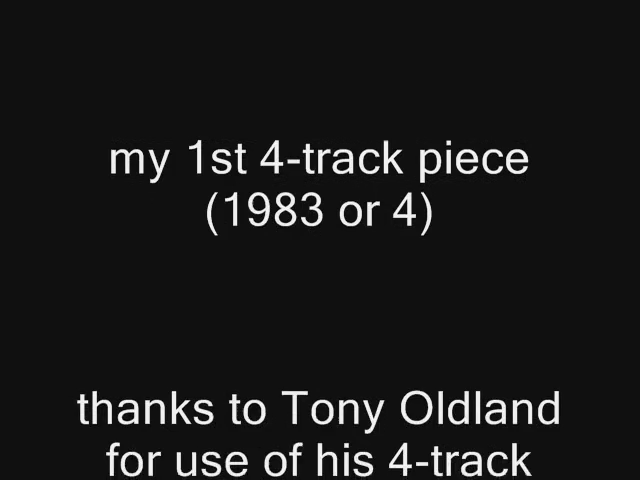 my 1st 4-track piece
(1983 or 4)
thanks to Tony Oldland
for use of his 4-track